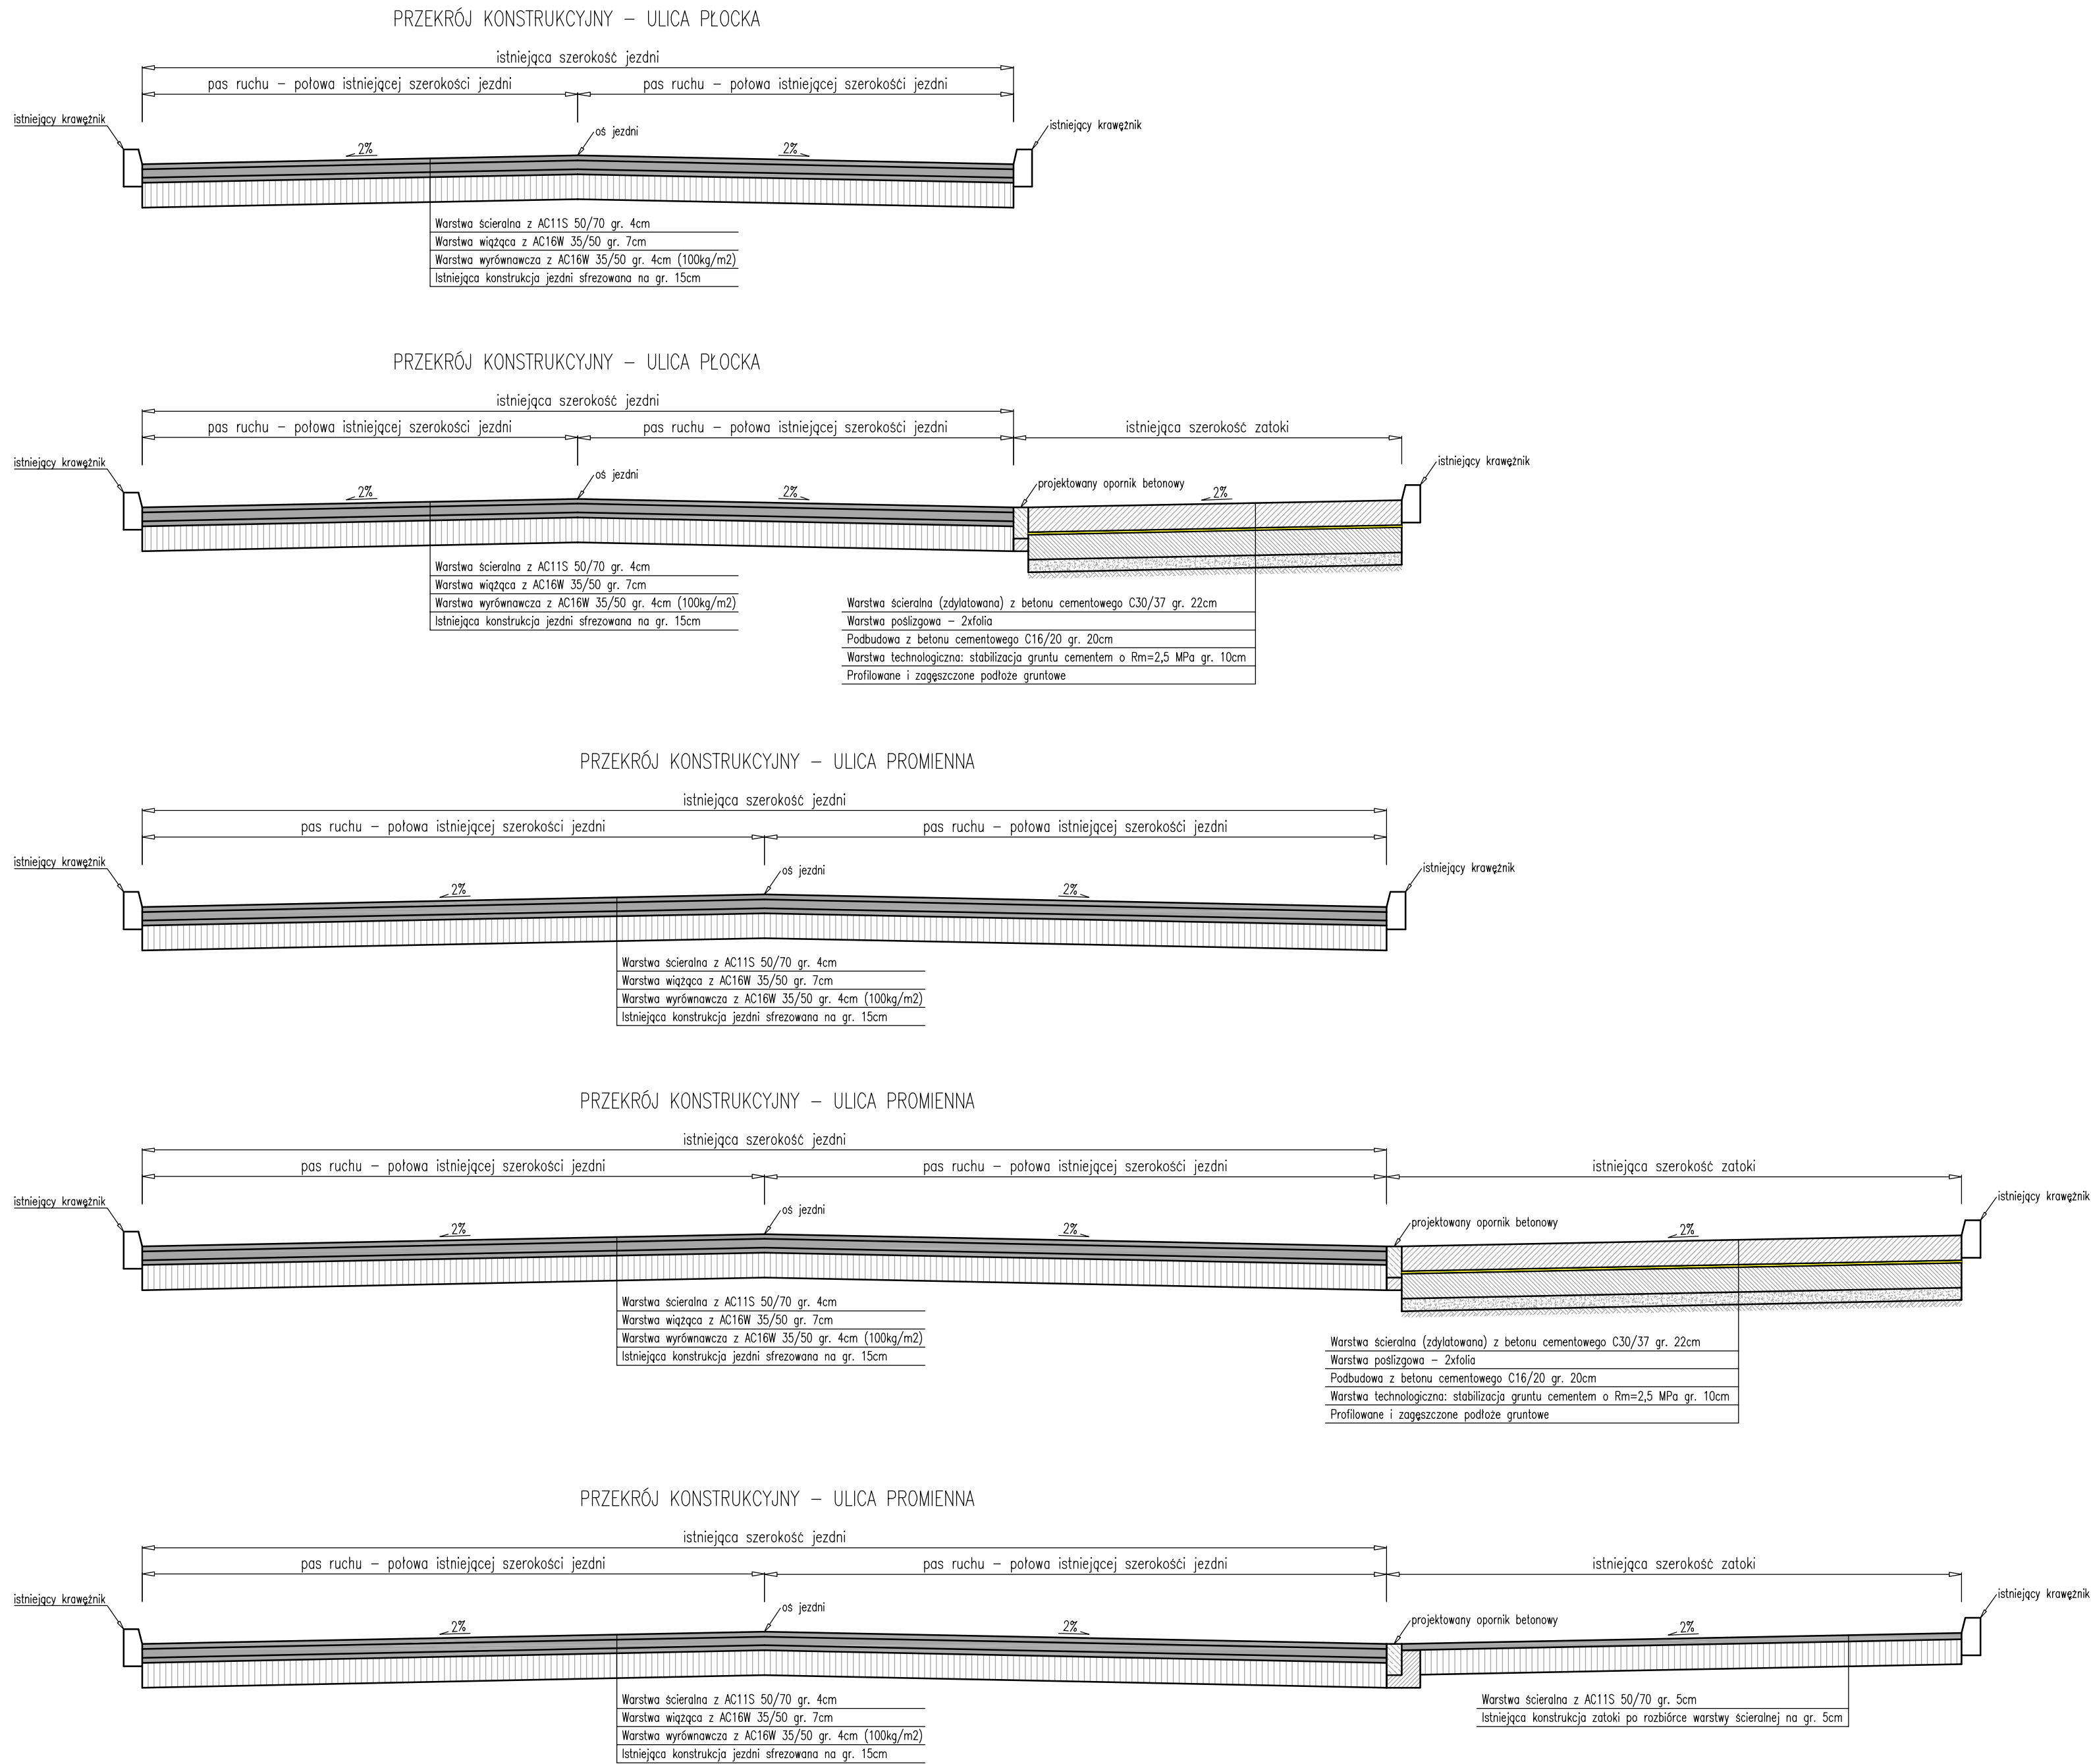 PRZEKRÓJ KONSTRUKCYJNY – ULICA PŁOCKA
istniejąca szerokość jezdni
pas ruchu – połowa istniejącej szerokości jezdni
pas ruchu – połowa istniejącej szerokośći jezdni
istniejący krawężnik
oś jezdni
istniejący krawężnik
2%
2%
Warstwa ścieralna z AC11S 50/70 gr. 4cm
Warstwa wiążąca z AC16W 35/50 gr. 7cm
Warstwa wyrównawcza z AC16W 35/50 gr. 4cm (100kg/m2)
Istniejąca konstrukcja jezdni sfrezowana na gr. 15cm
PRZEKRÓJ KONSTRUKCYJNY – ULICA PŁOCKA
istniejąca szerokość jezdni
pas ruchu – połowa istniejącej szerokości jezdni
pas ruchu – połowa istniejącej szerokośći jezdni
istniejąca szerokość zatoki
istniejący krawężnik
oś jezdni
istniejący krawężnik
projektowany opornik betonowy
2%
2%
2%
Warstwa ścieralna z AC11S 50/70 gr. 4cm
Warstwa wiążąca z AC16W 35/50 gr. 7cm
Warstwa wyrównawcza z AC16W 35/50 gr. 4cm (100kg/m2)
Istniejąca konstrukcja jezdni sfrezowana na gr. 15cm
Warstwa ścieralna (zdylatowana) z betonu cementowego C30/37 gr. 22cm
Warstwa poślizgowa – 2xfolia
Podbudowa z betonu cementowego C16/20 gr. 20cm
Warstwa technologiczna: stabilizacja gruntu cementem o Rm=2,5 MPa gr. 10cm
Profilowane i zagęszczone podłoże gruntowe
PRZEKRÓJ KONSTRUKCYJNY – ULICA PROMIENNA
istniejąca szerokość jezdni
pas ruchu – połowa istniejącej szerokości jezdni
pas ruchu – połowa istniejącej szerokośći jezdni
istniejący krawężnik
oś jezdni
istniejący krawężnik
2%
2%
Warstwa ścieralna z AC11S 50/70 gr. 4cm
Warstwa wiążąca z AC16W 35/50 gr. 7cm
Warstwa wyrównawcza z AC16W 35/50 gr. 4cm (100kg/m2)
Istniejąca konstrukcja jezdni sfrezowana na gr. 15cm
PRZEKRÓJ KONSTRUKCYJNY – ULICA PROMIENNA
istniejąca szerokość jezdni
pas ruchu – połowa istniejącej szerokości jezdni
pas ruchu – połowa istniejącej szerokośći jezdni
istniejąca szerokość zatoki
istniejący krawężnik
oś jezdni
istniejący krawężnik
projektowany opornik betonowy
2%
2%
2%
Warstwa ścieralna z AC11S 50/70 gr. 4cm
Warstwa wiążąca z AC16W 35/50 gr. 7cm
Warstwa wyrównawcza z AC16W 35/50 gr. 4cm (100kg/m2)
Istniejąca konstrukcja jezdni sfrezowana na gr. 15cm
Warstwa ścieralna (zdylatowana) z betonu cementowego C30/37 gr. 22cm
Warstwa poślizgowa – 2xfolia
Podbudowa z betonu cementowego C16/20 gr. 20cm
Warstwa technologiczna: stabilizacja gruntu cementem o Rm=2,5 MPa gr. 10cm
Profilowane i zagęszczone podłoże gruntowe
PRZEKRÓJ KONSTRUKCYJNY – ULICA PROMIENNA
istniejąca szerokość jezdni
pas ruchu – połowa istniejącej szerokości jezdni
pas ruchu – połowa istniejącej szerokośći jezdni
istniejąca szerokość zatoki
istniejący krawężnik
oś jezdni
istniejący krawężnik
projektowany opornik betonowy
2%
2%
2%
Warstwa ścieralna z AC11S 50/70 gr. 4cm
Warstwa wiążąca z AC16W 35/50 gr. 7cm
Warstwa wyrównawcza z AC16W 35/50 gr. 4cm (100kg/m2)
Istniejąca konstrukcja jezdni sfrezowana na gr. 15cm
Warstwa ścieralna z AC11S 50/70 gr. 5cm
Istniejąca konstrukcja zatoki po rozbiórce warstwy ścieralnej na gr. 5cm